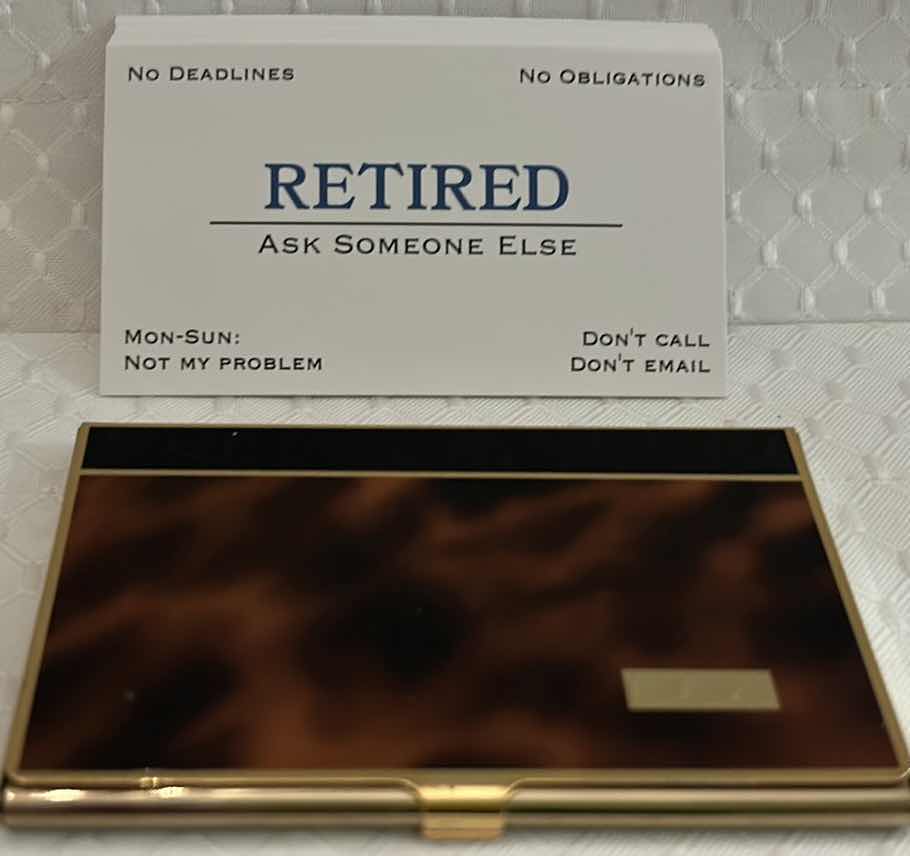 No Deadlines
No Obligations
RETIRED
Ask Someone Else
Mon-Sun:
Not my problem
Don't call
Don't email